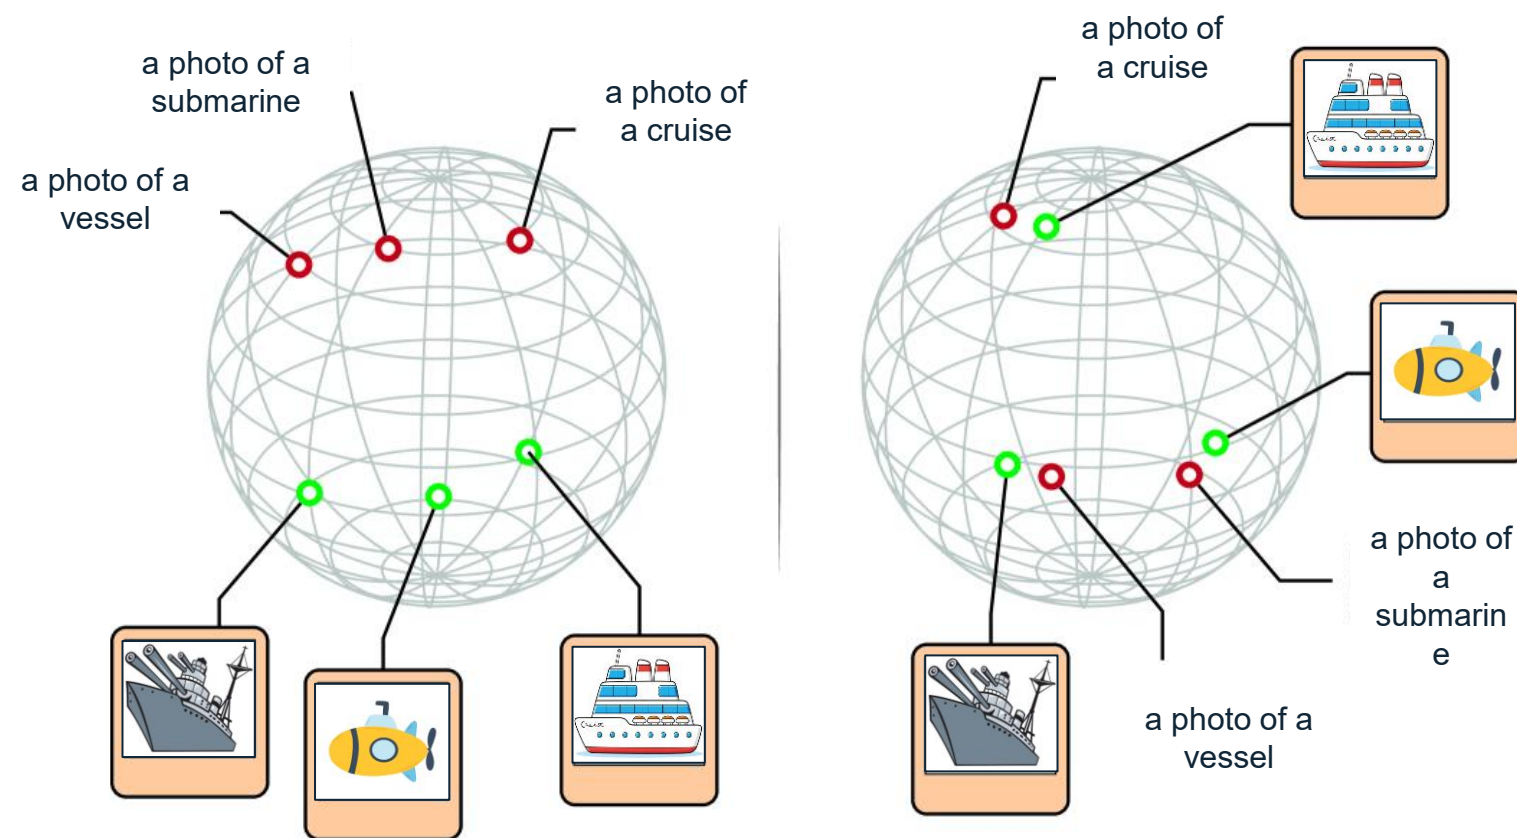 a photo of a
submarine
a photo of
a cruise
a photo of a
vessel
a photo of
a cruise
a photo of
a
submarin
e
a photo of a
vessel